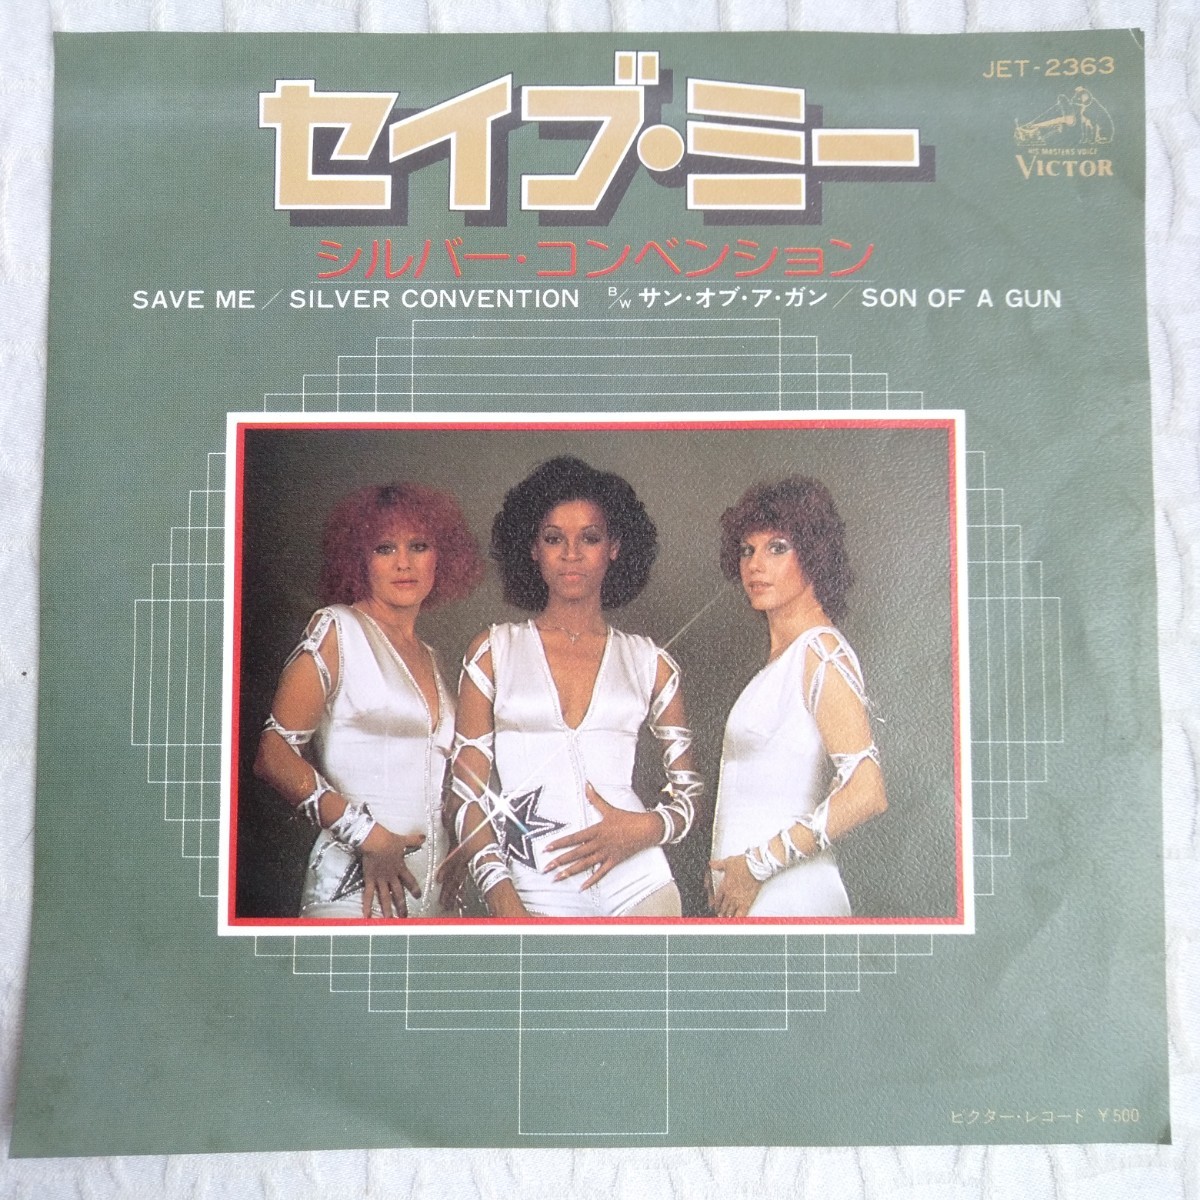 JET-2363
セイブ・ミー
HIS MASTERS VOICE
VICTOR
シルバー・コンベンション
SAVE ME / SILVER CONVENTION B/W サン・オブ・ア・ガン / SON OF A GUN
ビクター・レコード ¥500